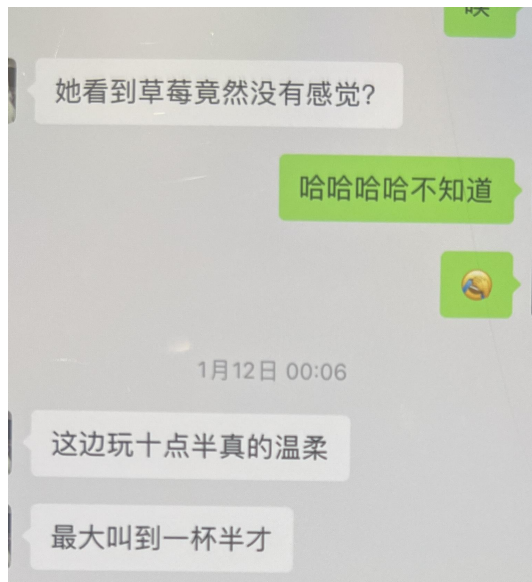 她看到草莓竟然没有感觉？
哈哈哈哈不知道
1月12日 00:06
这边玩十点半真的温柔
最大叫到一杯半才